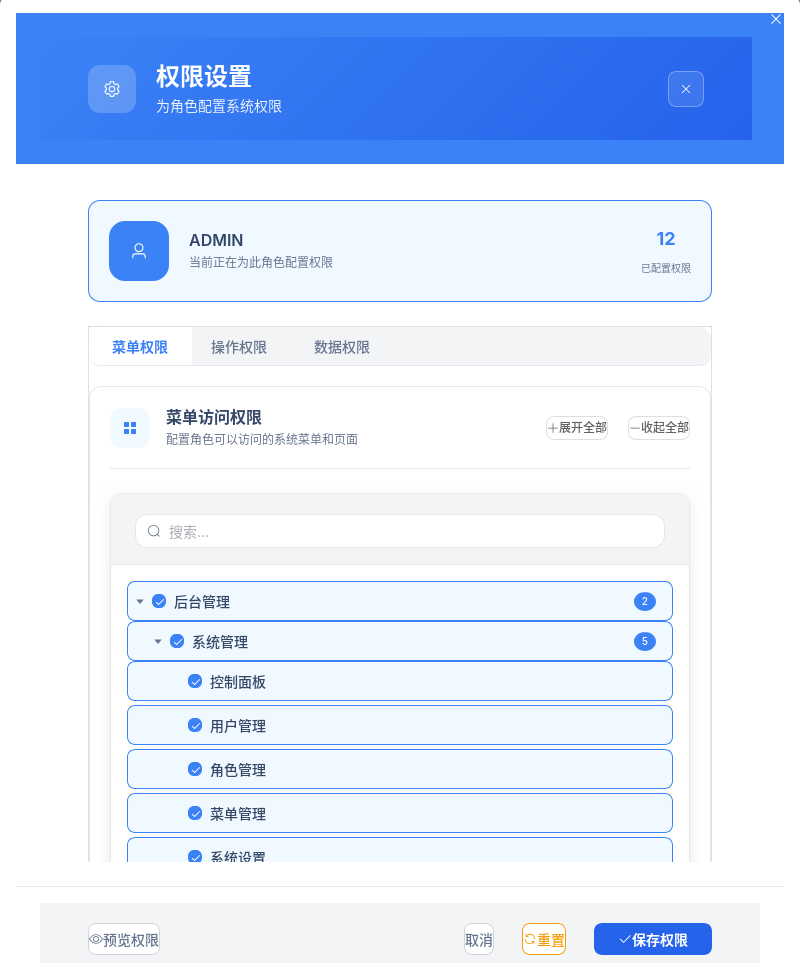 权限设置
为角色配置系统权限
ADMIN
当前正在为此角色配置权限
12
已配置权限
菜单权限 操作权限 数据权限
菜单访问权限
配置角色可以访问的系统菜单和页面
展开全部 收起全部
搜索...
后台管理 2
系统管理 5
控制面板
用户管理
角色管理
菜单管理
系统设置
预览权限 取消 重置 保存权限